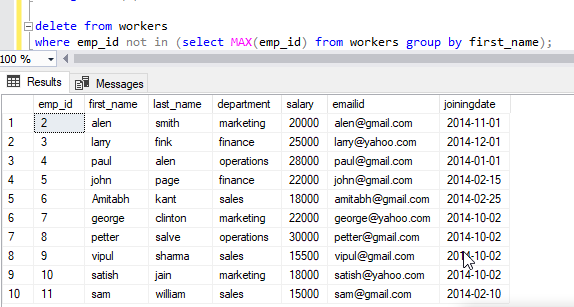 delete from workers
where emp_id not in (select MAX(emp_id) from workers group by first_name);
100 %
Results Messages
emp_id first_name last_name department salary emailid joiningdate
1 2 alen smith marketing 20000 alen@gmail.com 2014-11-01
2 3 larry fink finance 25000 larry@yahoo.com 2014-12-01
3 4 paul alen operations 28000 paul@gmail.com 2014-01-01
4 5 john page finance 22000 john@gmail.com 2014-02-15
5 6 Amitabh kant sales 18000 amitabh@gmail.com 2014-02-25
6 7 george clinton marketing 22000 george@yahoo.com 2014-10-02
7 8 petter salve operations 30000 petter@gmail.com 2014-10-02
8 9 vipul sharma sales 15500 vipul@gmail.com 2014-10-02
9 10 satish jain marketing 18000 satish@yahoo.com 2014-10-02
10 11 sam william sales 15000 sam@gmail.com 2014-02-10